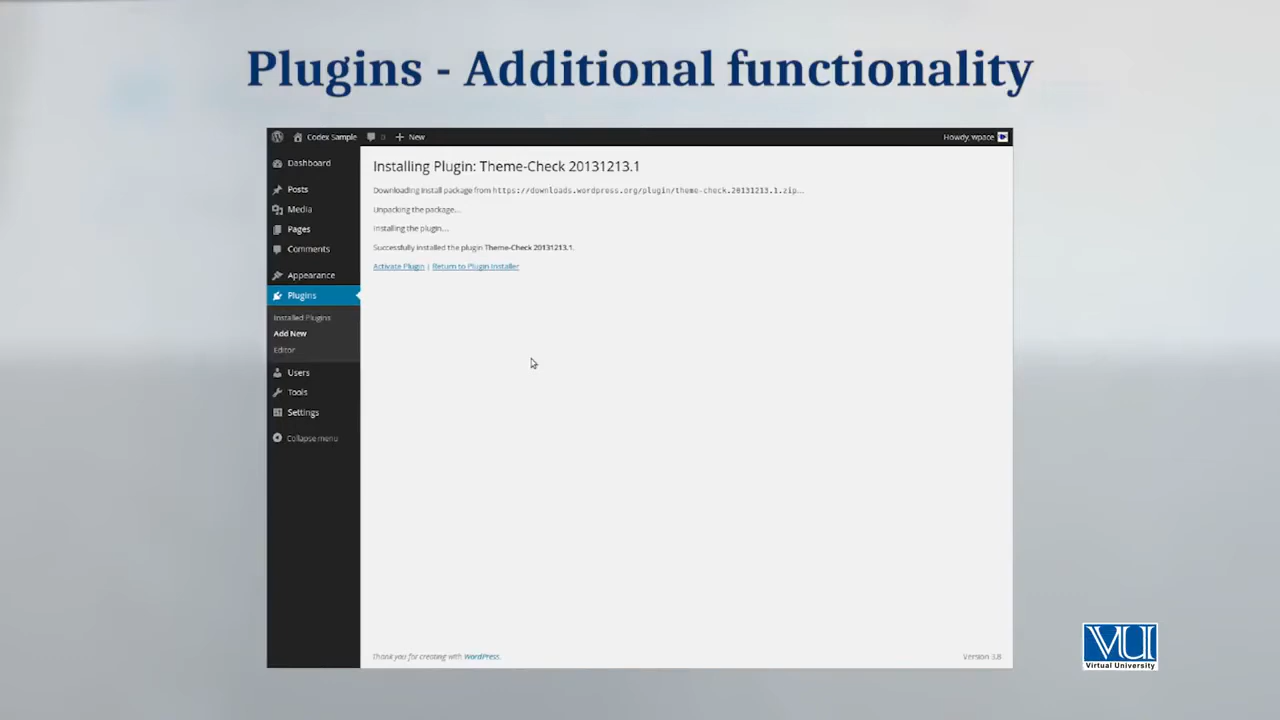 Plugins - Additional functionality
Codex Sample 0 + New Howdy, wpace
Dashboard
Posts
Media
Pages
Comments
Appearance
Plugins
Installed Plugins
Add New
Editor
Users
Tools
Settings
Collapse menu
Installing Plugin: Theme-Check 20131213.1
Downloading install package from https://downloads.wordpress.org/plugin/theme-check.20131213.1.zip...
Unpacking the package...
Installing the plugin...
Successfully installed the plugin Theme-Check 20131213.1.
Activate Plugin | Return to Plugin Installer
Thank you for creating with WordPress.
Version 3.8
VU
Virtual University